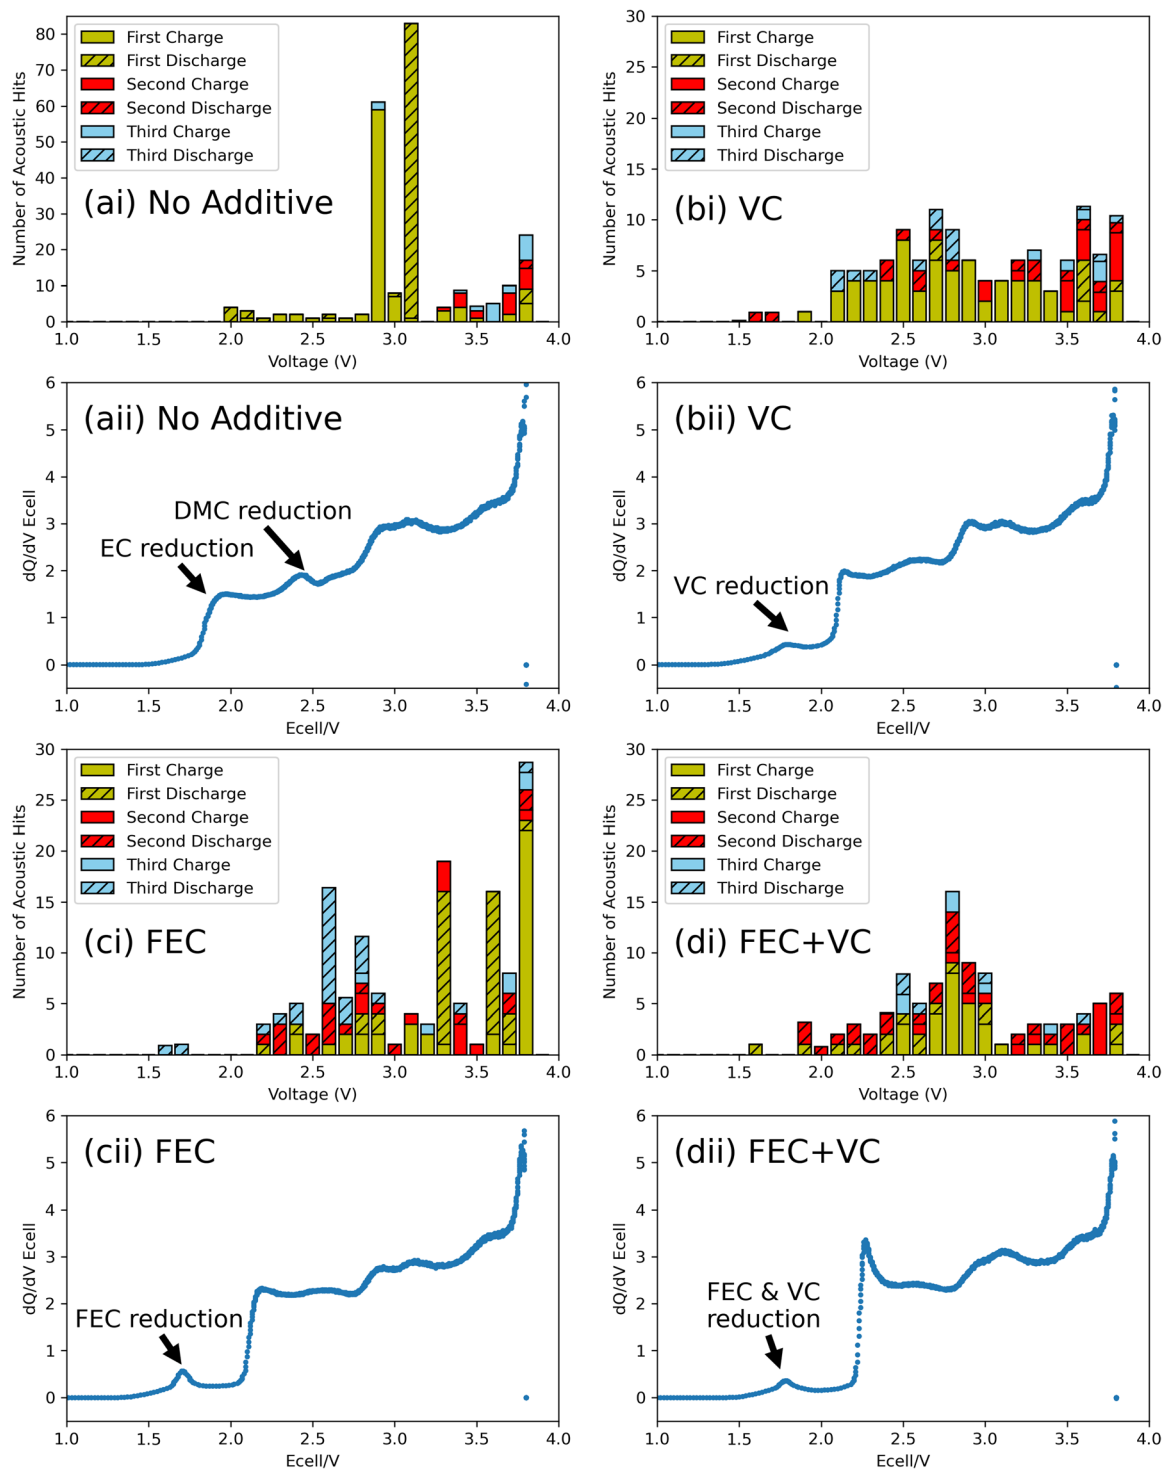 80
70
60
50
40
30
20
10
0
Number of Acoustic Hits
First Charge
First Discharge
Second Charge
Second Discharge
Third Charge
Third Discharge
(ai) No Additive
1.0 1.5 2.0 2.5 3.0 3.5 4.0
Voltage (V)
30
25
20
15
10
5
0
Number of Acoustic Hits
First Charge
First Discharge
Second Charge
Second Discharge
Third Charge
Third Discharge
(bi) VC
1.0 1.5 2.0 2.5 3.0 3.5 4.0
Voltage (V)
6
5
4
3
2
1
0
dQ/dV Ecell
(aii) No Additive
DMC reduction
EC reduction
1.0 1.5 2.0 2.5 3.0 3.5 4.0
Ecell/V
6
5
4
3
2
1
0
dQ/dV Ecell
(bii) VC
VC reduction
1.0 1.5 2.0 2.5 3.0 3.5 4.0
Ecell/V
30
25
20
15
10
5
0
Number of Acoustic Hits
First Charge
First Discharge
Second Charge
Second Discharge
Third Charge
Third Discharge
(ci) FEC
1.0 1.5 2.0 2.5 3.0 3.5 4.0
Voltage (V)
30
25
20
15
10
5
0
Number of Acoustic Hits
First Charge
First Discharge
Second Charge
Second Discharge
Third Charge
Third Discharge
(di) FEC+VC
1.0 1.5 2.0 2.5 3.0 3.5 4.0
Voltage (V)
6
5
4
3
2
1
0
dQ/dV Ecell
(cii) FEC
FEC reduction
1.0 1.5 2.0 2.5 3.0 3.5 4.0
Ecell/V
6
5
4
3
2
1
0
dQ/dV Ecell
(dii) FEC+VC
FEC & VC
reduction
1.0 1.5 2.0 2.5 3.0 3.5 4.0
Ecell/V